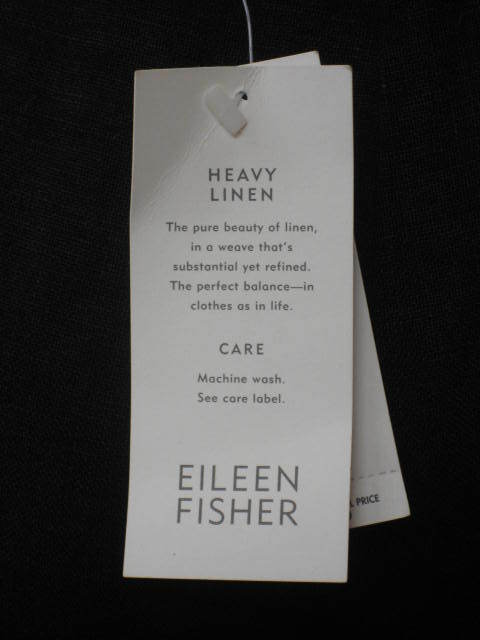 HEAVY
LINEN
The pure beauty of linen,
in a weave that's
substantial yet refined.
The perfect balance—in
clothes as in life.
CARE
Machine wash.
See care label.
EILEEN
FISHER
PRICE